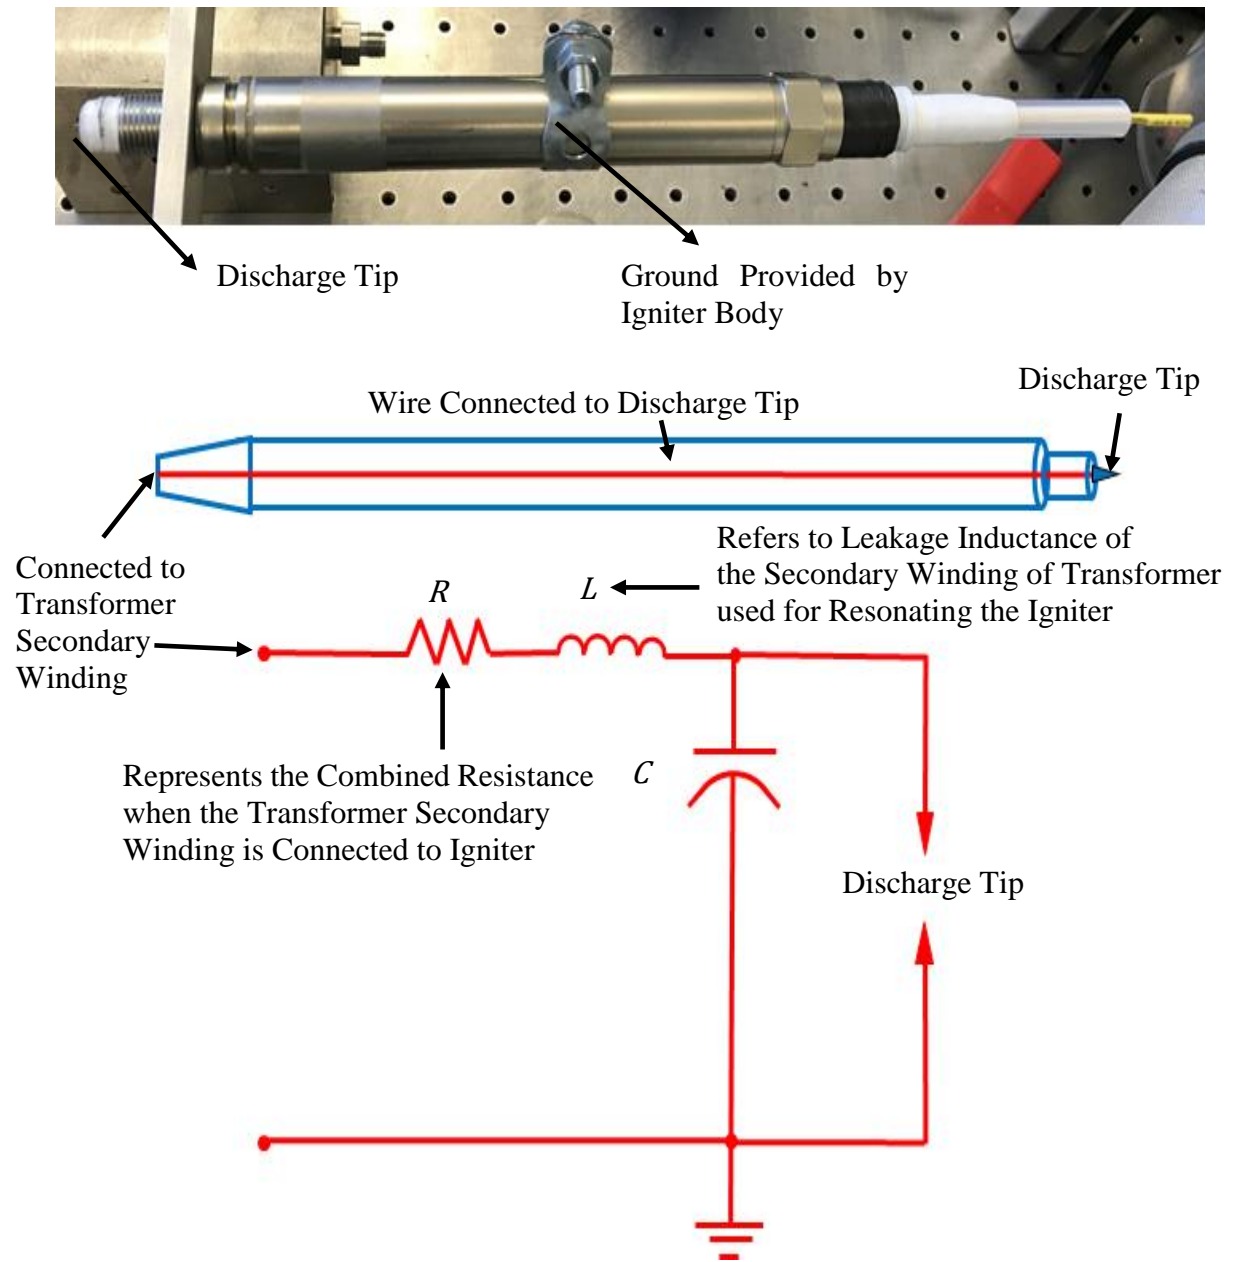 Discharge Tip
Ground Provided by
Igniter Body
Discharge Tip
Wire Connected to Discharge Tip
Connected to
Transformer
Secondary
Winding
Refers to Leakage Inductance of
the Secondary Winding of Transformer
used for Resonating the Igniter
R
L
Represents the Combined Resistance
when the Transformer Secondary
Winding is Connected to Igniter
C
Discharge Tip